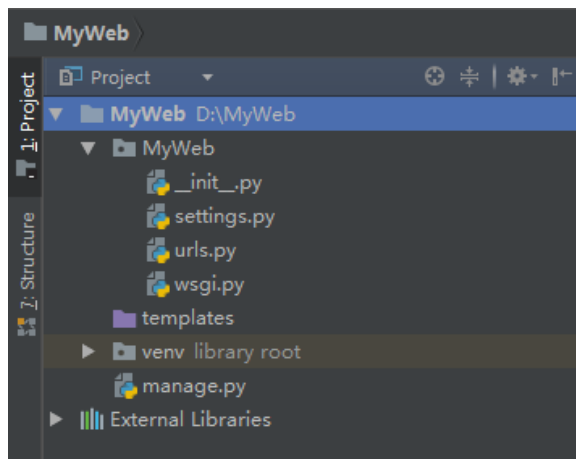 MyWeb
1: Project
Project
MyWeb D:\MyWeb
MyWeb
__init__.py
settings.py
urls.py
wsgi.py
7: Structure
templates
venv library root
manage.py
External Libraries